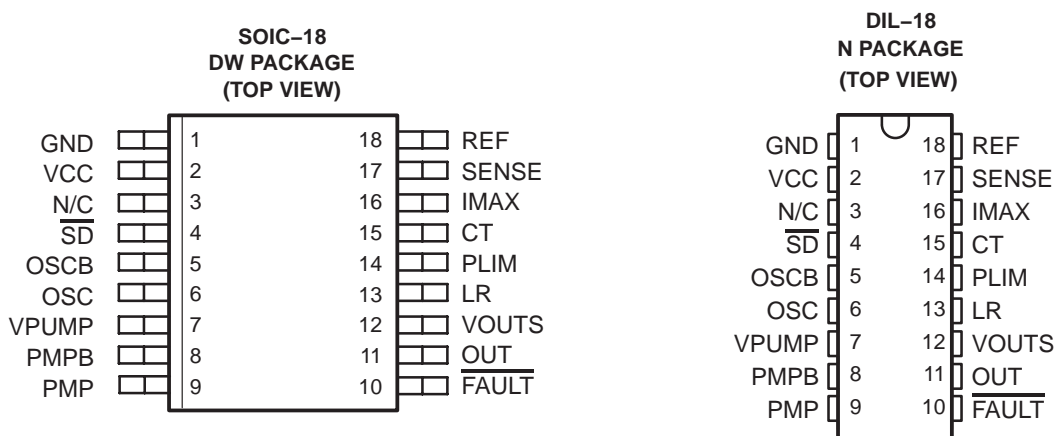 SOIC–18
DW PACKAGE
(TOP VIEW)
GND 1 18 REF
VCC 2 17 SENSE
N/C 3 16 IMAX
SD 4 15 CT
OSCB 5 14 PLIM
OSC 6 13 LR
VPUMP 7 12 VOUTS
PMPB 8 11 OUT
PMP 9 10 FAULT
DIL–18
N PACKAGE
(TOP VIEW)
GND 1 18 REF
VCC 2 17 SENSE
N/C 3 16 IMAX
SD 4 15 CT
OSCB 5 14 PLIM
OSC 6 13 LR
VPUMP 7 12 VOUTS
PMPB 8 11 OUT
PMP 9 10 FAULT